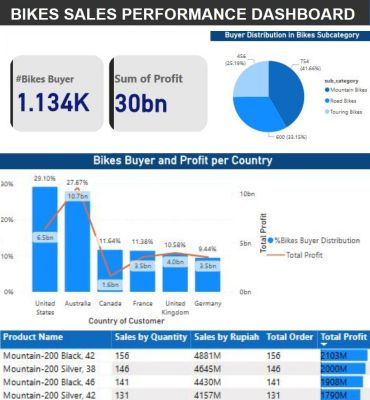 BIKES SALES PERFORMANCE DASHBOARD
#Bikes Buyer
1.134K
Sum of Profit
30bn
Buyer Distribution in Bikes Subcategory
456
(25.19%)
754
(41.66%)
600 (33.15%)
sub_category
Mountain Bikes
Road Bikes
Touring Bikes
Bikes Buyer and Profit per Country
30%
20%
10%
0%
29.10%
27.87%
11.64%
11.38%
10.58%
9.44%
6.5bn
10.7bn
1.6bn
3.5bn
4.0bn
3.5bn
10bn
5bn
0bn
Total Profit
%Bikes Buyer Distribution
Total Profit
United States
Australia
Canada
France
United Kingdom
Germany
Country of Customer
Product Name Sales by Quantity Sales by Rupiah Total Order Total Profit
Mountain-200 Black, 42 156 4881M 156 2103M
Mountain-200 Silver, 38 146 4645M 146 2000M
Mountain-200 Black, 46 141 4430M 141 1908M
Mountain-200 Silver, 42 131 4157M 131 1790M